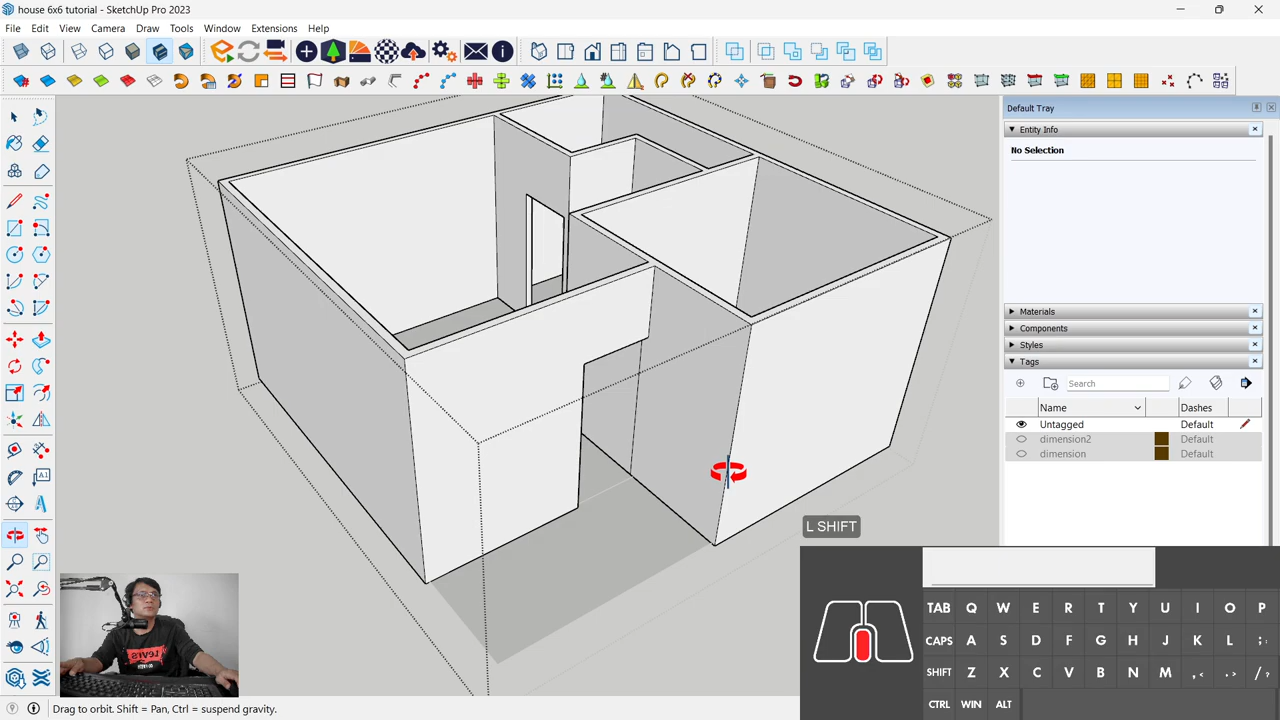 house 6x6 tutorial - SketchUp Pro 2023
File Edit View Camera Draw Tools Window Extensions Help
Default Tray
Entity Info
No Selection
Materials
Components
Styles
Tags
Search
Name Dashes
Untagged Default
dimension2 Default
dimension Default
L SHIFT
TAB Q W E R T Y U I O P
CAPS A S D F G H J K L ; :
SHIFT Z X C V B N M , < . > / ?
CTRL WIN ALT
LEVI'S
Drag to orbit. Shift = Pan, Ctrl = suspend gravity.